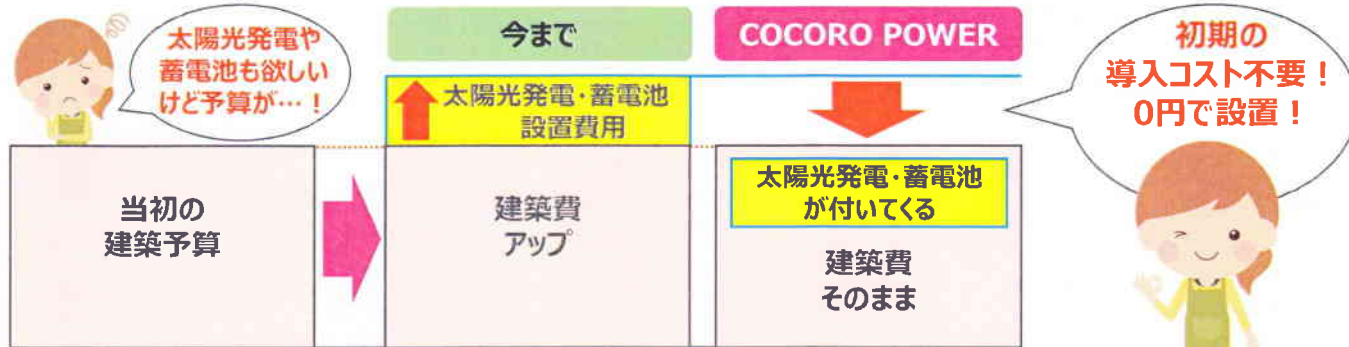 太陽光発電や
蓄電池も欲しい
けど予算が…！
今まで
COCORO POWER
初期の
導入コスト不要！
0円で設置！
太陽光発電・蓄電池
設置費用
当初の
建築予算
建築費
アップ
太陽光発電・蓄電池
が付いてくる
建築費
そのまま